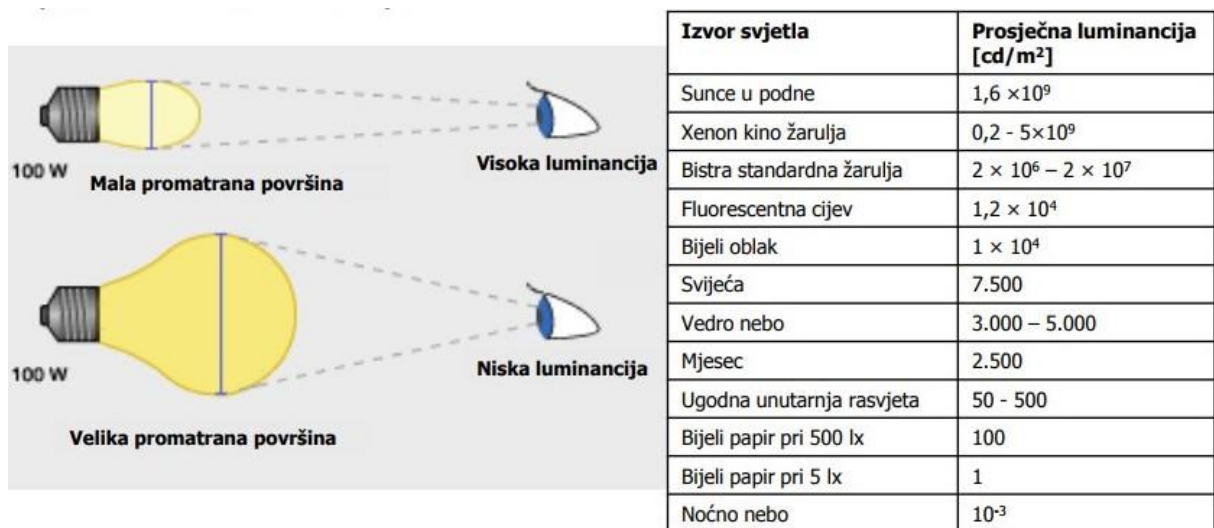 100 W
Mala promatrana površina
Visoka luminancija
100 W
Velika promatrana površina
Niska luminancija
Izvor svjetla Prosječna luminancija [cd/m²]
Sunce u podne 1,6 ×10⁹
Xenon kino žarulja 0,2 - 5×10⁹
Bistra standardna žarulja 2 × 10⁶ – 2 × 10⁷
Fluorescentna cijev 1,2 × 10⁴
Bijeli oblak 1 × 10⁴
Svijeća 7.500
Vedro nebo 3.000 – 5.000
Mjesec 2.500
Ugodna unutarnja rasvjeta 50 - 500
Bijeli papir pri 500 lx 100
Bijeli papir pri 5 lx 1
Noćno nebo 10⁻³